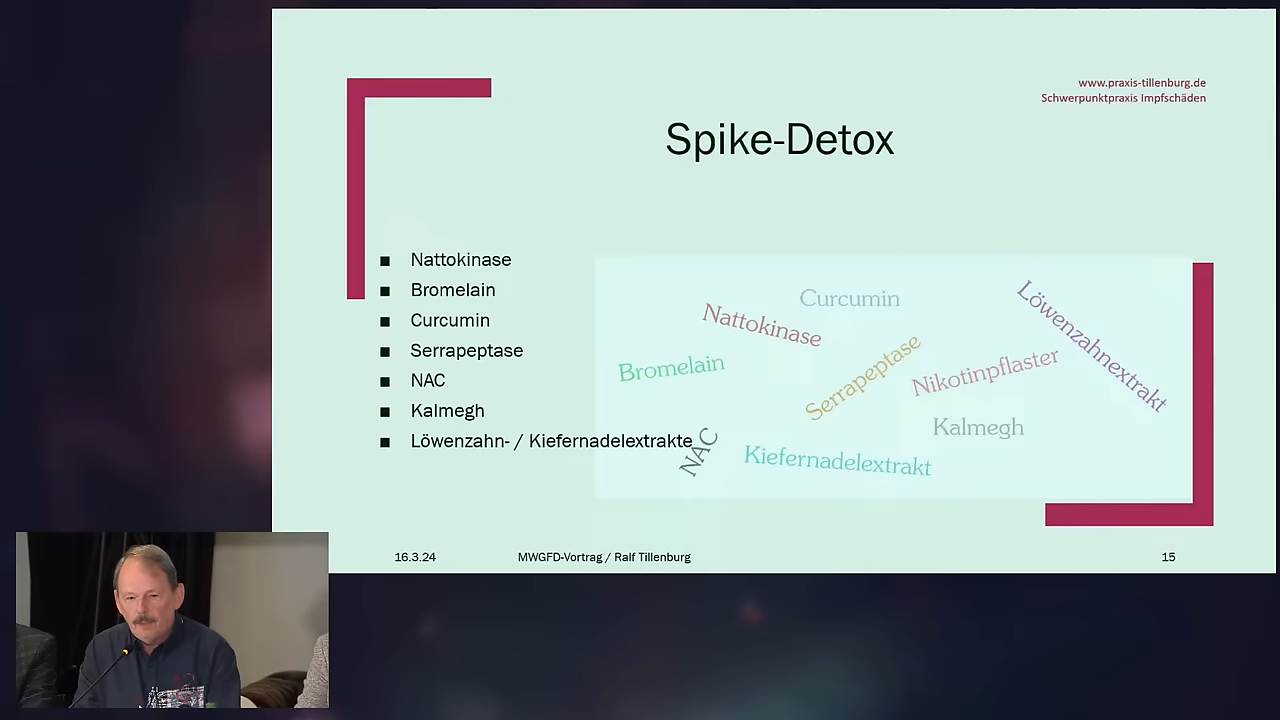 www.praxis-tillenburg.de
Schwerpunktpraxis Impfschäden
Spike-Detox
Nattokinase
Bromelain
Curcumin
Serrapeptase
NAC
Kalmegh
Löwenzahn- / Kiefernadelextrakte
Curcumin
Löwenzahnextrakt
Nattokinase
Serrapeptase
Nikotinpflaster
Bromelain
Kalmegh
NAC
Kiefernadelextrakt
16.3.24
MWGFD-Vortrag / Ralf Tillenburg
15